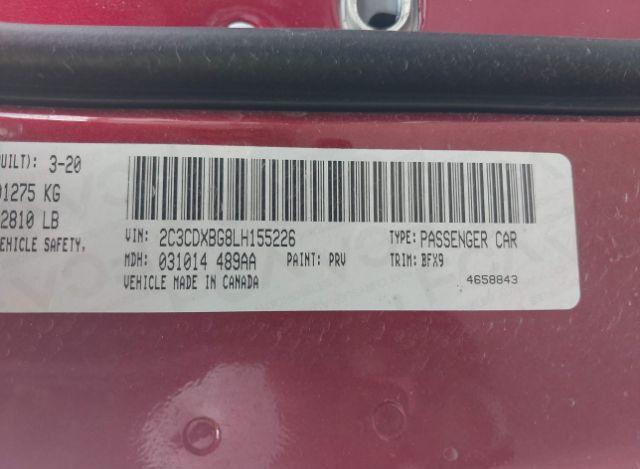 UILT): 3-20
1275 KG
2810 LB
EHICLE SAFETY,
VIN: 2C3CDXBG8LH155226 TYPE: PASSENGER CAR
MDH: 031014 489AA PAINT: PRV TRIM: BFX9
VEHICLE MADE IN CANADA 4658843